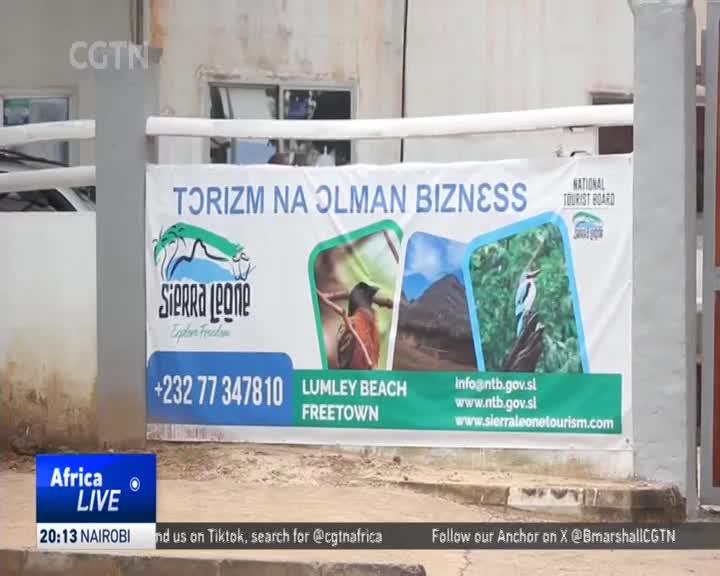 CGTN
TƆRIZM NA ƆLMAN BIZNƐSS
NATIONAL
TOURIST BOARD
Sierra Leone
Sierra Leone
Explore Freedom
+232 77 347810
LUMLEY BEACH
FREETOWN
info@ntb.gov.sl
www.ntb.gov.sl
www.sierraleonetourism.com
Africa
LIVE
20:13 NAIROBI
nd us on Tiktok, search for @cgtnafrica
Follow our Anchor on X @BmarshallCGTN